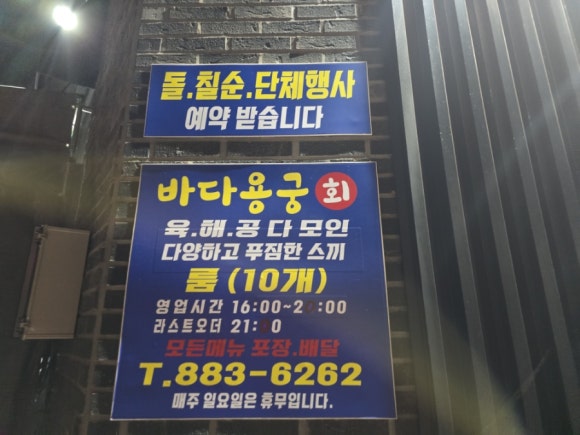 돌.칠순.단체행사
예약 받습니다
바다용궁 회
육.해.공 다 모인
다양하고 푸짐한 스끼
룸 (10개)
영업시간
라스트오더
모든메뉴 포장.배달
T.883-6262
매주 일요일은 휴무입니다.